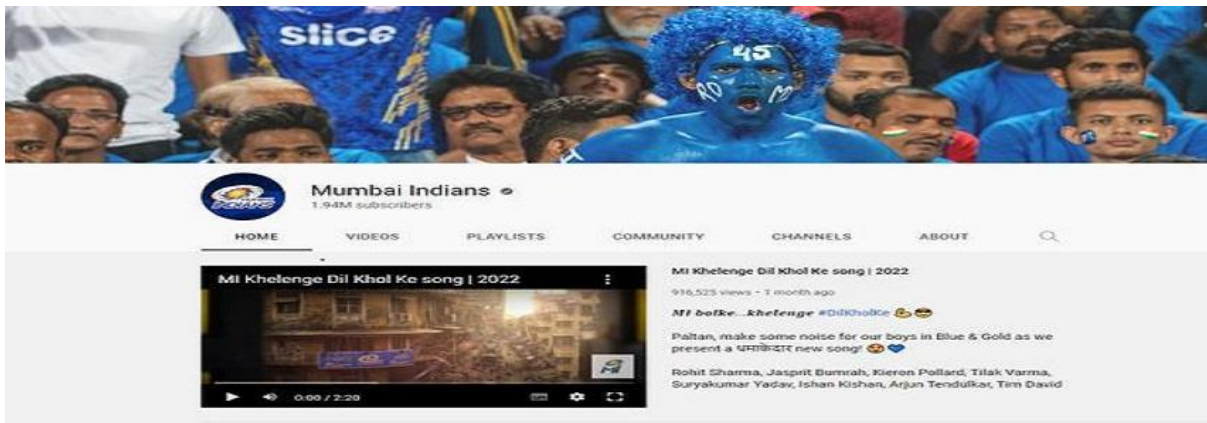 slice
45
RO
Mumbai Indians
1.94M subscribers
HOME VIDEOS PLAYLISTS COMMUNITY CHANNELS ABOUT
MI Khelenge Dil Khol Ke song | 2022
0:00 / 2:20
MI Khelenge Dil Khol Ke song | 2022
916,525 views • 1 month ago
MI bolke...khelenge #DilKholKe 💪😎
Paltan, make some noise for our boys in Blue & Gold as we
present a धमाकेदार new song! 🤩💙
Rohit Sharma, Jasprit Bumrah, Kieron Pollard, Tilak Varma,
Suryakumar Yadav, Ishan Kishan, Arjun Tendulkar, Tim David